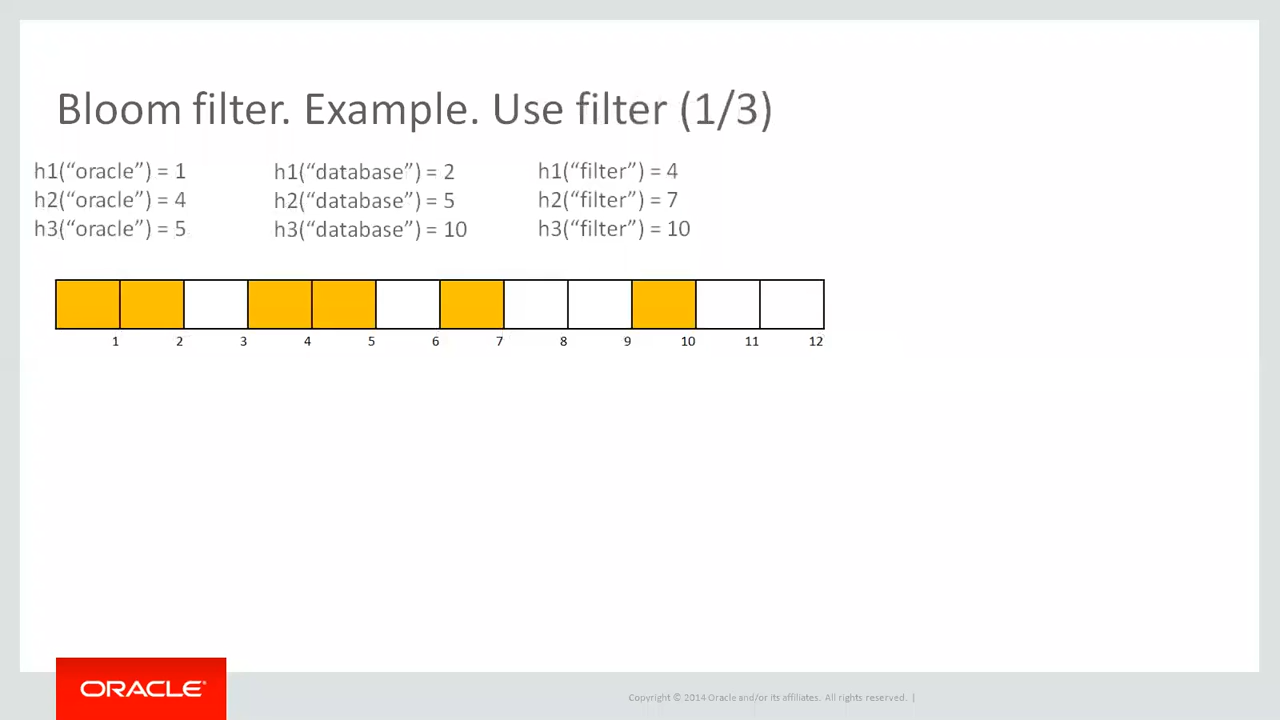 Bloom filter. Example. Use filter (1/3)
h1(“oracle”) = 1
h2(“oracle”) = 4
h3(“oracle”) = 5
h1(“database”) = 2
h2(“database”) = 5
h3(“database”) = 10
h1(“filter”) = 4
h2(“filter”) = 7
h3(“filter”) = 10
1 2 3 4 5 6 7 8 9 10 11 12
ORACLE®
Copyright © 2014 Oracle and/or its affiliates. All rights reserved. |